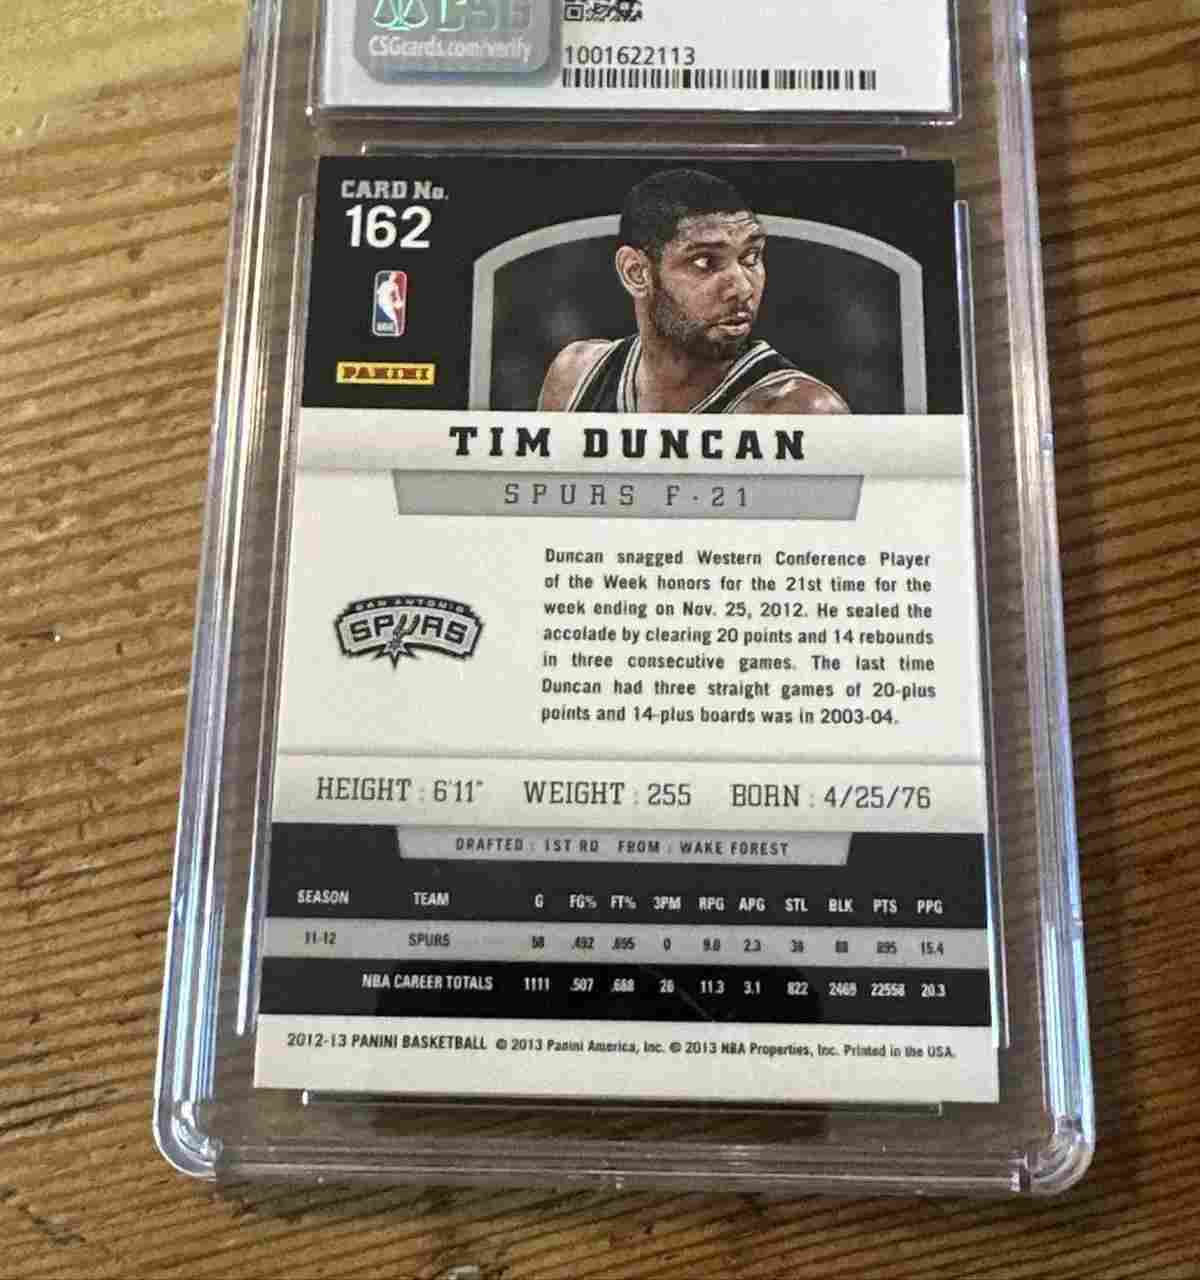 CSG
CSGcards.com/verify
1001622113
CARD No.
162
NBA
PANINI
TIM DUNCAN
SPURS F·21
SAN ANTONIO
SPURS
Duncan snagged Western Conference Player
of the Week honors for the 21st time for the
week ending on Nov. 25, 2012. He sealed the
accolade by clearing 20 points and 14 rebounds
in three consecutive games. The last time
Duncan had three straight games of 20-plus
points and 14-plus boards was in 2003-04.
HEIGHT : 6'11" WEIGHT : 255 BORN : 4/25/76
DRAFTED : 1ST RD FROM : WAKE FOREST
SEASON TEAM G FG% FT% 3PM RPG APG STL BLK PTS PPG
11-12 SPURS 58 .492 .695 0 9.0 2.3 38 88 895 15.4
NBA CAREER TOTALS 1111 .507 .688 26 11.3 3.1 822 2469 22558 20.3
2012-13 PANINI BASKETBALL © 2013 Panini America, Inc. © 2013 NBA Properties, Inc. Printed in the USA.